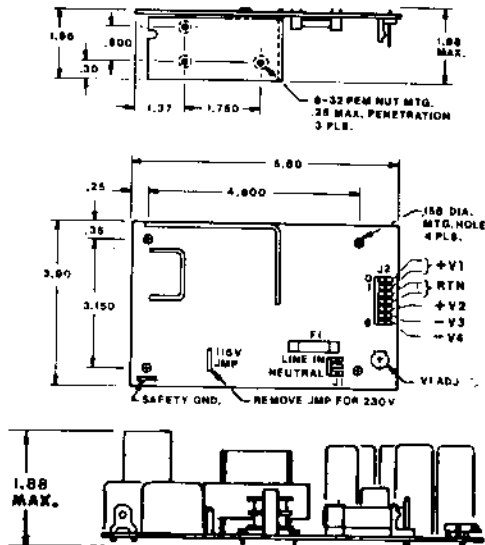 1.95
.800
.30
1.88
MAX.
1.37
1.750
6-32 PEM NUT MTG.
.25 MAX. PENETRATION
3 PLS.
5.60
.25
4.800
.35
.156 DIA.
MTG. HOLE
4 PLS.
3.90
3.150
J2
+V1
RTN
+V2
-V3
-V4
F1
115V
JMP
LINE IN
NEUTRAL
J1
V1 ADJ
SAFETY GND.
REMOVE JMP FOR 230V
1.88
MAX.